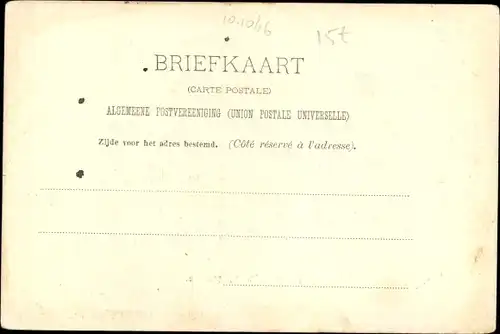 10.10/66
15t
BRIEFKAART
(CARTE POSTALE)
ALGEMEENE POSTVEREENIGING (UNION POSTALE UNIVERSELLE)
Zijde voor het adres bestemd. (Côté réservé à l'adresse).